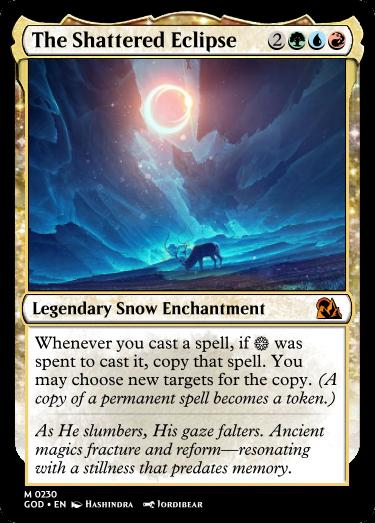 The Shattered Eclipse 2
Legendary Snow Enchantment
Whenever you cast a spell, if was
spent to cast it, copy that spell. You
may choose new targets for the copy. (A
copy of a permanent spell becomes a token.)
As He slumbers, His gaze falters. Ancient
magics fracture and reform—resonating
with a stillness that predates memory.
M 0230
GOD • EN Hashindra Jordibear